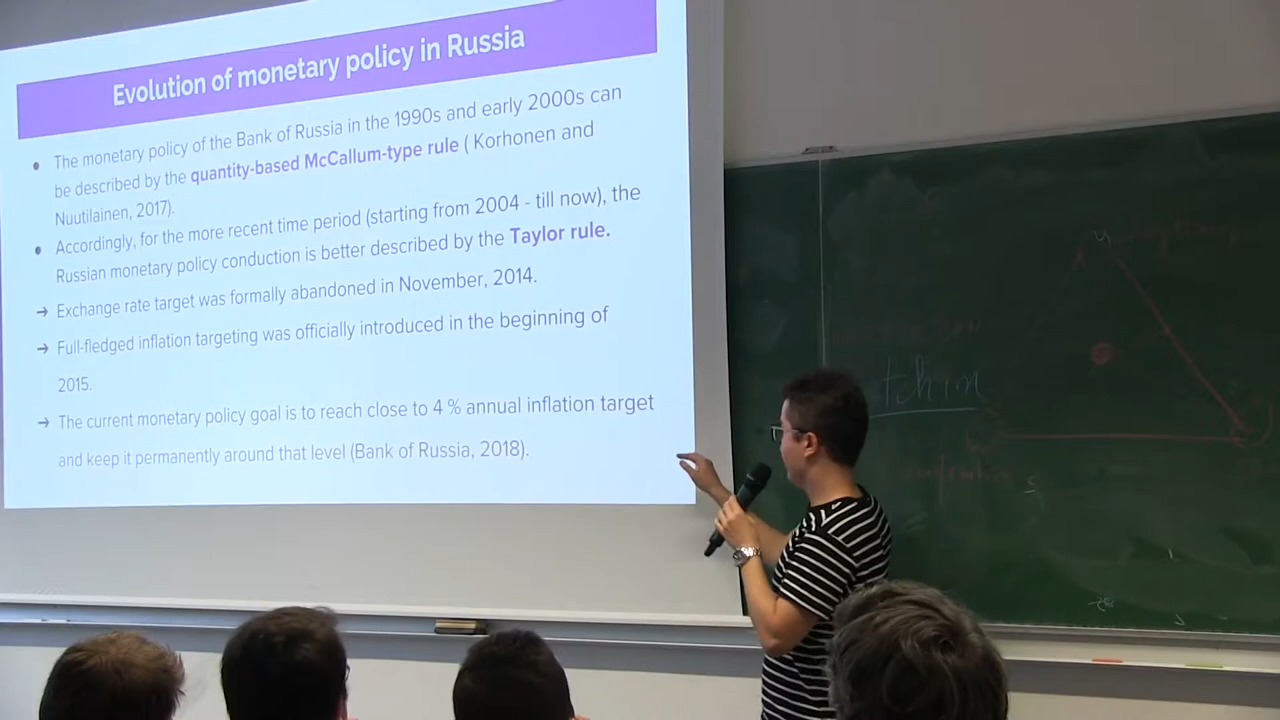 Evolution of monetary policy in Russia
● The monetary policy of the Bank of Russia in the 1990s and early 2000s can
be described by the quantity-based McCallum-type rule ( Korhonen and
Nuutilainen, 2017).
● Accordingly, for the more recent time period (starting from 2004 - till now), the
Russian monetary policy conduction is better described by the Taylor rule.
→ Exchange rate target was formally abandoned in November, 2014.
→ Full-fledged inflation targeting was officially introduced in the beginning of
2015.
→ The current monetary policy goal is to reach close to 4 % annual inflation target
and keep it permanently around that level (Bank of Russia, 2018).